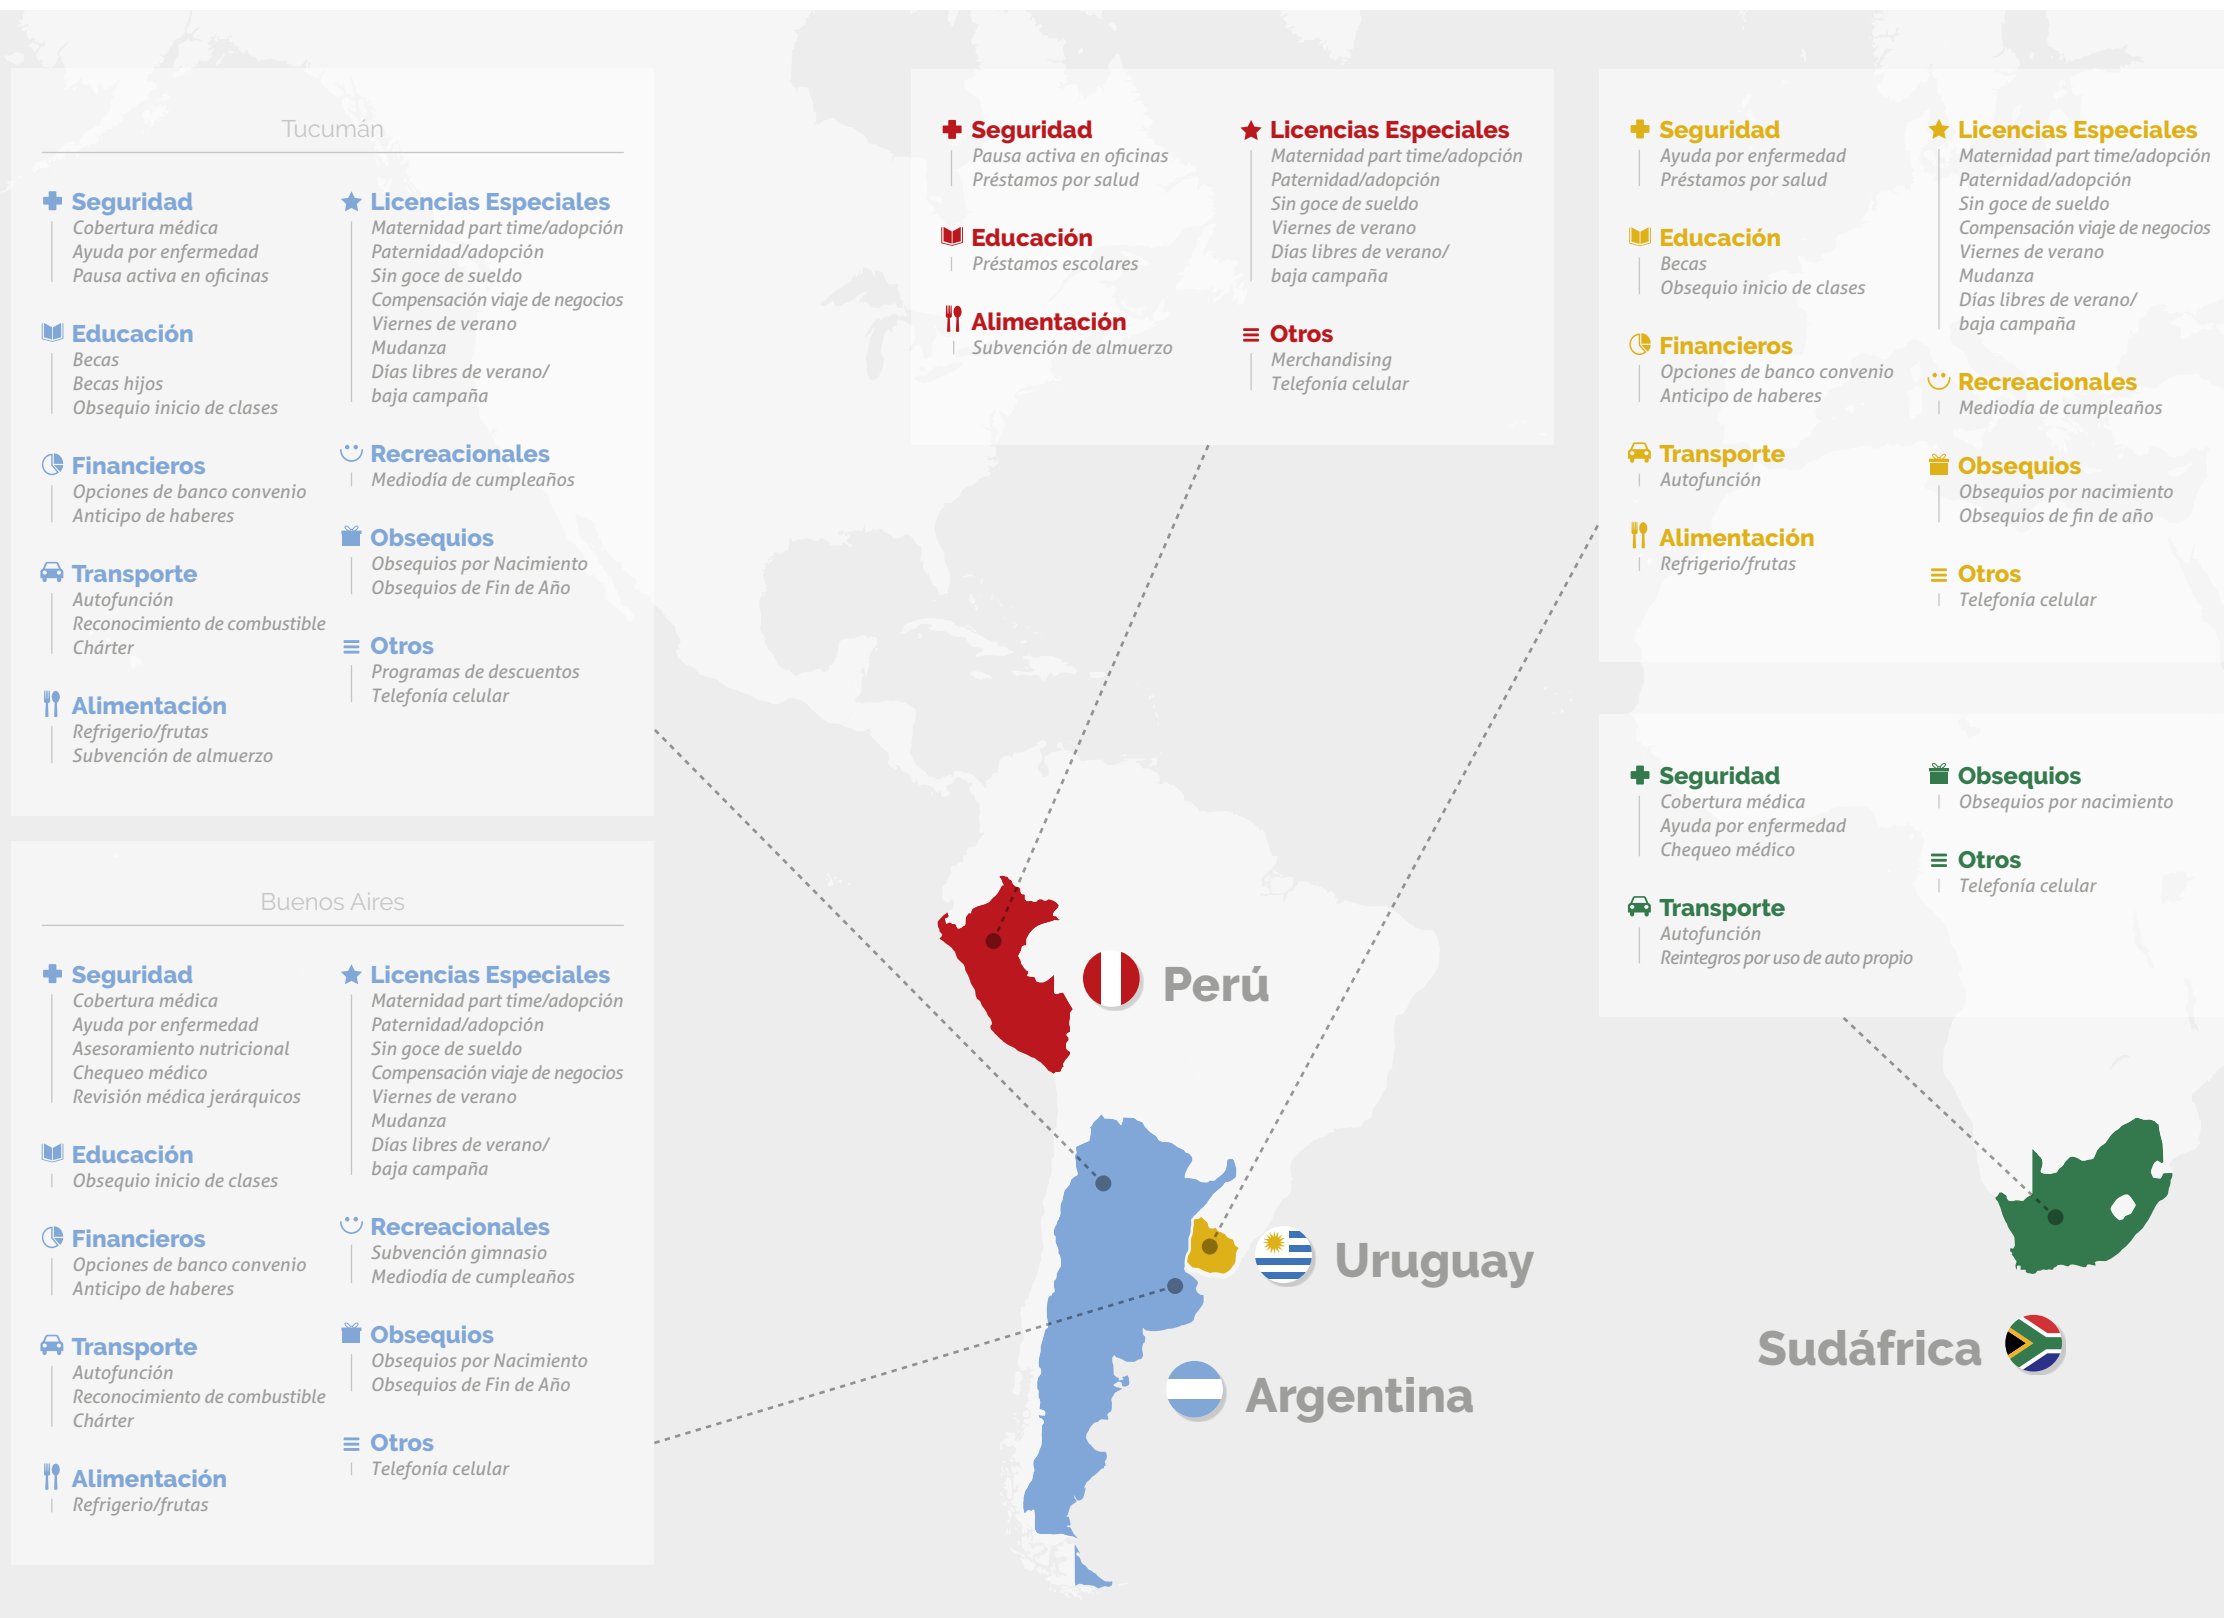 Tucumán
Seguridad
Cobertura médica
Ayuda por enfermedad
Pausa activa en oficinas
Educación
Becas
Becas hijos
Obsequio inicio de clases
Financieros
Opciones de banco convenio
Anticipo de haberes
Transporte
Autofunción
Reconocimiento de combustible
Chárter
Alimentación
Refrigerio/frutas
Subvención de almuerzo
Licencias Especiales
Maternidad part time/adopción
Paternidad/adopción
Sin goce de sueldo
Compensación viaje de negocios
Viernes de verano
Mudanza
Días libres de verano/
baja campaña
Recreacionales
Mediodía de cumpleaños
Obsequios
Obsequios por Nacimiento
Obsequios de Fin de Año
Otros
Programas de descuentos
Telefonía celular
Buenos Aires
Seguridad
Cobertura médica
Ayuda por enfermedad
Asesoramiento nutricional
Chequeo médico
Revisión médica jerárquicos
Educación
Obsequio inicio de clases
Financieros
Opciones de banco convenio
Anticipo de haberes
Transporte
Autofunción
Reconocimiento de combustible
Chárter
Alimentación
Refrigerio/frutas
Licencias Especiales
Maternidad part time/adopción
Paternidad/adopción
Sin goce de sueldo
Compensación viaje de negocios
Viernes de verano
Mudanza
Días libres de verano/
baja campaña
Recreacionales
Subvención gimnasio
Mediodía de cumpleaños
Obsequios
Obsequios por Nacimiento
Obsequios de Fin de Año
Otros
Telefonía celular
Seguridad
Pausa activa en oficinas
Préstamos por salud
Educación
Préstamos escolares
Alimentación
Subvención de almuerzo
Licencias Especiales
Maternidad part time/adopción
Paternidad/adopción
Sin goce de sueldo
Viernes de verano
Días libres de verano/
baja campaña
Otros
Merchandising
Telefonía celular
Seguridad
Ayuda por enfermedad
Préstamos por salud
Educación
Becas
Obsequio inicio de clases
Financieros
Opciones de banco convenio
Anticipo de haberes
Transporte
Autofunción
Alimentación
Refrigerio/frutas
Licencias Especiales
Maternidad part time/adopción
Paternidad/adopción
Sin goce de sueldo
Compensación viaje de negocios
Viernes de verano
Mudanza
Días libres de verano/
baja campaña
Recreacionales
Mediodía de cumpleaños
Obsequios
Obsequios por nacimiento
Obsequios de fin de año
Otros
Telefonía celular
Seguridad
Cobertura médica
Ayuda por enfermedad
Chequeo médico
Transporte
Autofunción
Reintegros por uso de auto propio
Obsequios
Obsequios por nacimiento
Otros
Telefonía celular
Perú
Uruguay
Argentina
Sudáfrica